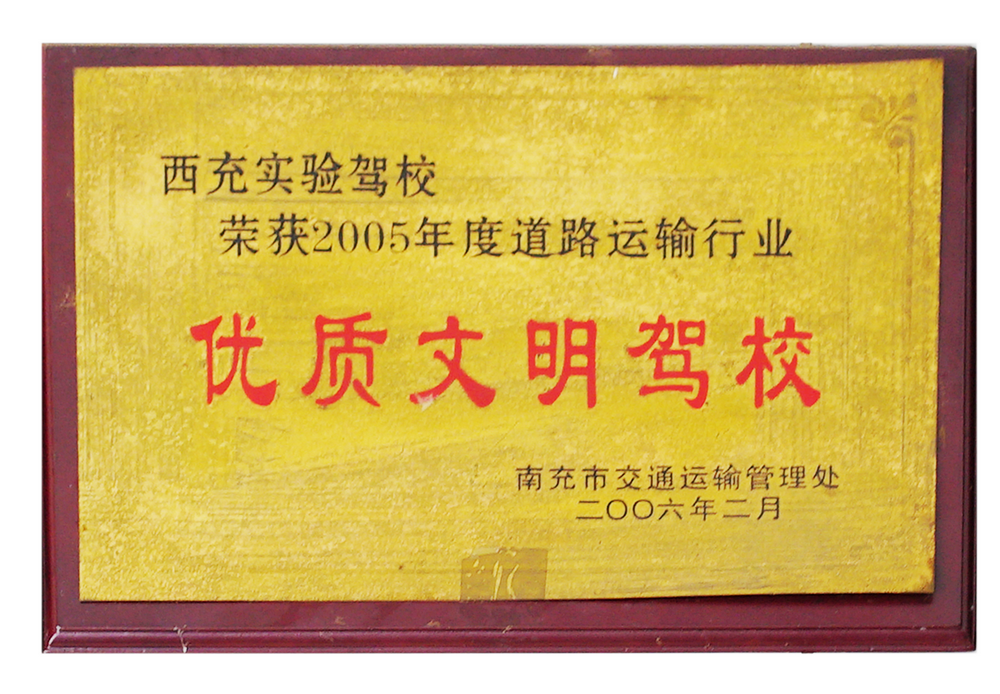 西充实验驾校
荣获2005年度道路运输行业
优质文明驾校
南充市交通运输管理处
二〇〇六年二月